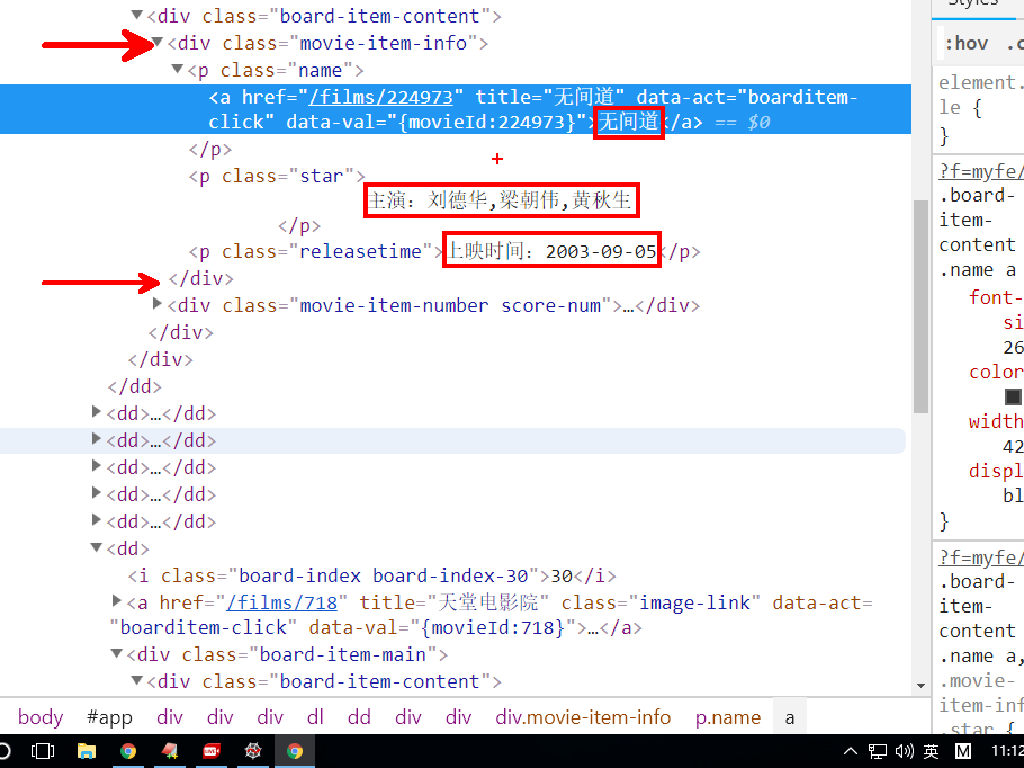 Styles
▼<div class="board-item-content">
▼<div class="movie-item-info">
▼<p class="name">
<a href="/films/224973" title="无间道" data-act="boarditem-
click" data-val="{movieId:224973}">无间道</a> == $0
</p>
<p class="star">
主演：刘德华,梁朝伟,黄秋生
</p>
<p class="releasetime">上映时间：2003-09-05</p>
</div>
▶<div class="movie-item-number score-num">…</div>
</div>
</div>
</dd>
▶<dd>…</dd>
▶<dd>…</dd>
▶<dd>…</dd>
▶<dd>…</dd>
▶<dd>…</dd>
▼<dd>
<i class="board-index board-index-30">30</i>
▶<a href="/films/718" title="天堂电影院" class="image-link" data-act=
"boarditem-click" data-val="{movieId:718}">…</a>
▼<div class="board-item-main">
▼<div class="board-item-content">
body #app div div div dl dd div div div.movie-item-info p.name a
:hov .c
element.
le {
}
?f=myfe/
.board-
item-
content
.name a
font-
si
26
color
width
42
displ
bl
}
?f=myfe/
.board-
item-
content
.name a,
.movie-
item-inf
.star {
英
M
11:12